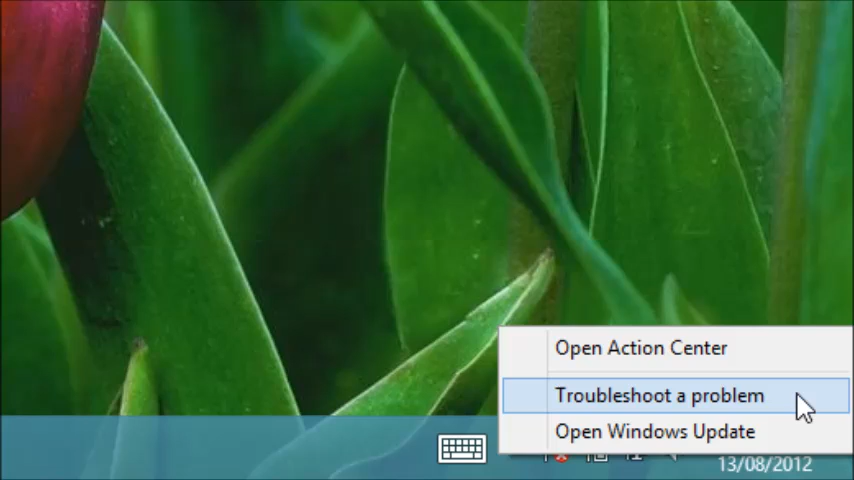 Open Action Center
Troubleshoot a problem
Open Windows Update
13/08/2012